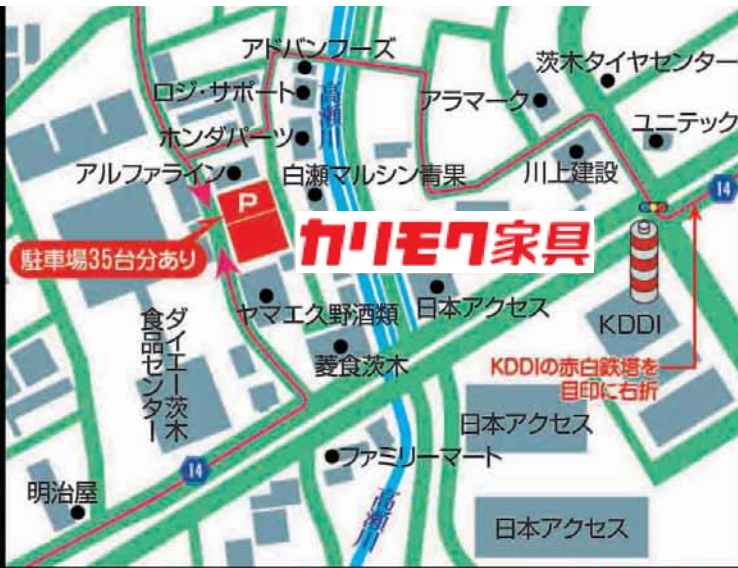 アドバンフーズ
茨木タイヤセンター
ロジ・サポート
高瀬川
アラマーク
ユニテック
ホンダパーツ
アルファライン
白瀬マルシン青果
川上建設
14
P
カリモク家具
駐車場35台分あり
ヤマエ久野酒類
日本アクセス
KDDI
ダイエー茨木
食品センター
菱食茨木
KDDIの赤白鉄塔を
目印に右折
日本アクセス
14
ファミリーマート
明治屋
高瀬川
日本アクセス